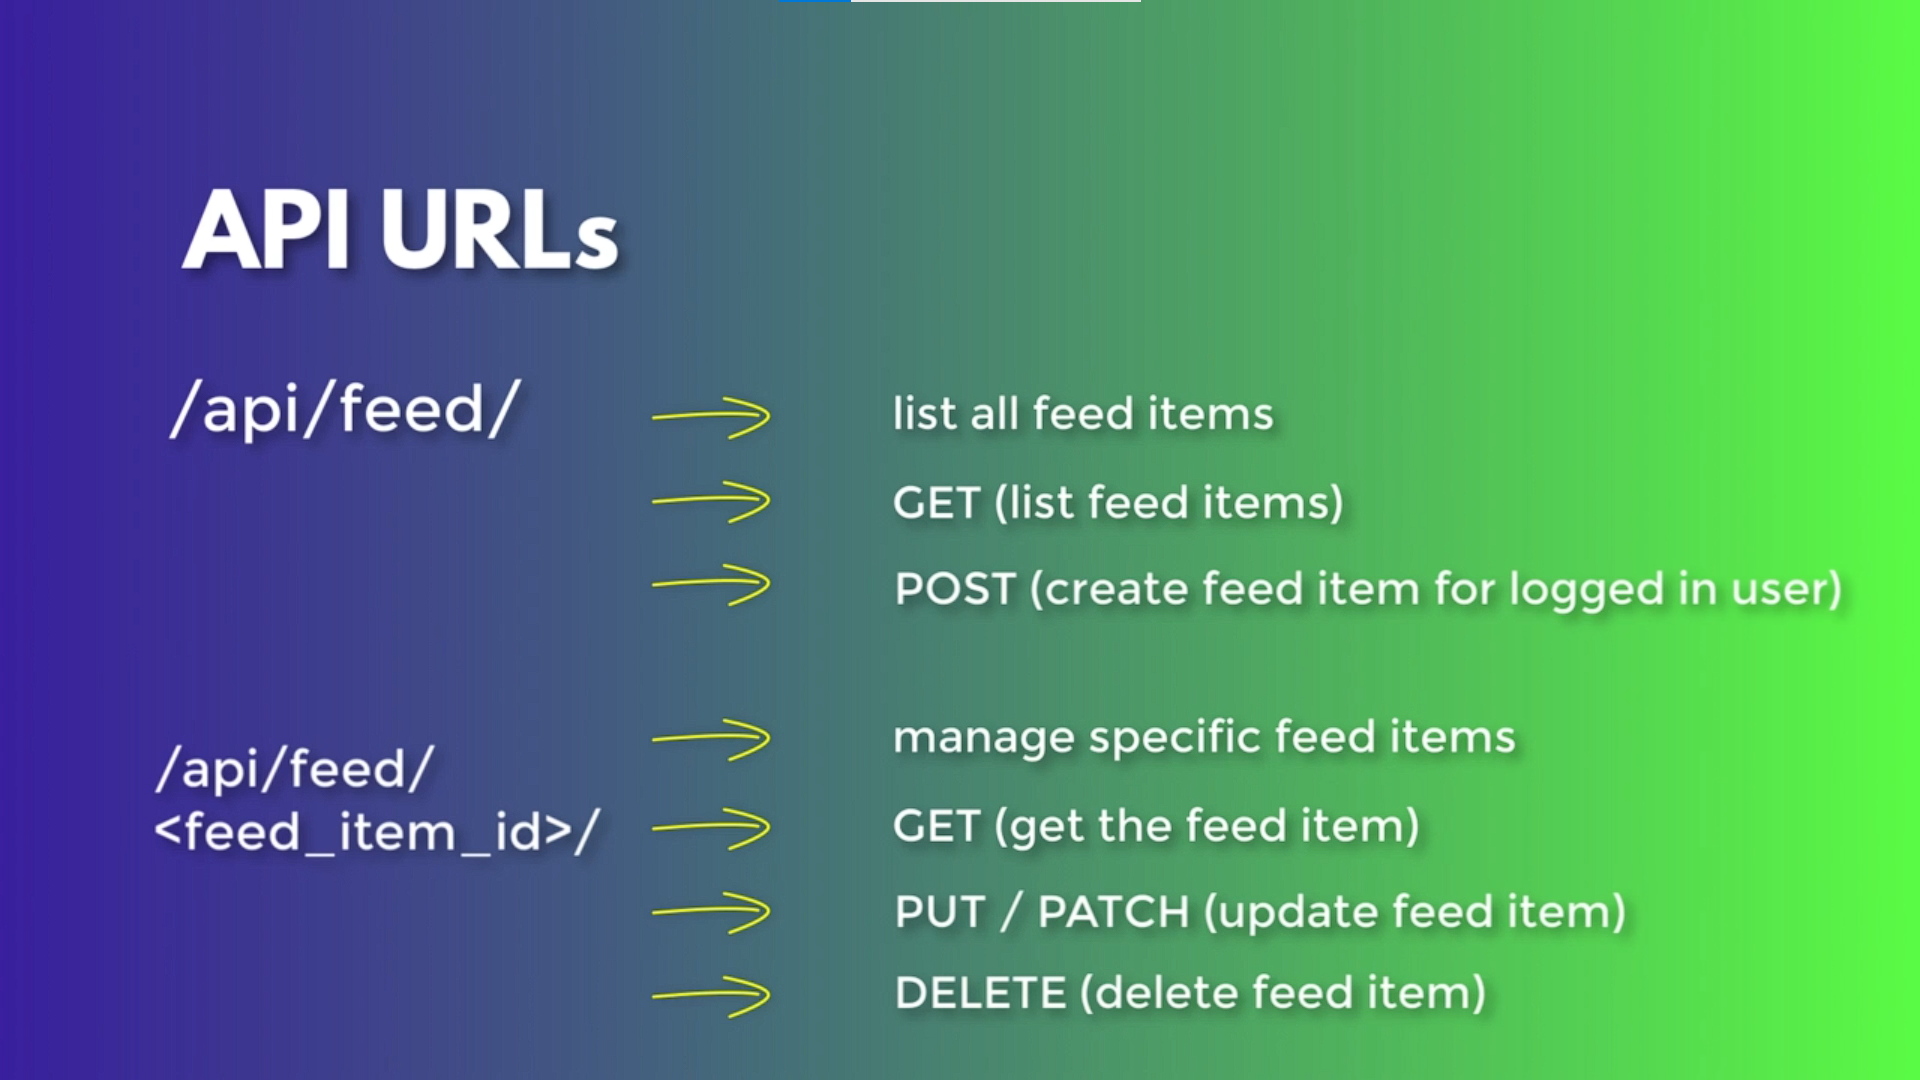 API URLs
/api/feed/
list all feed items
GET (list feed items)
POST (create feed item for logged in user)
/api/feed/
<feed_item_id>/
manage specific feed items
GET (get the feed item)
PUT / PATCH (update feed item)
DELETE (delete feed item)